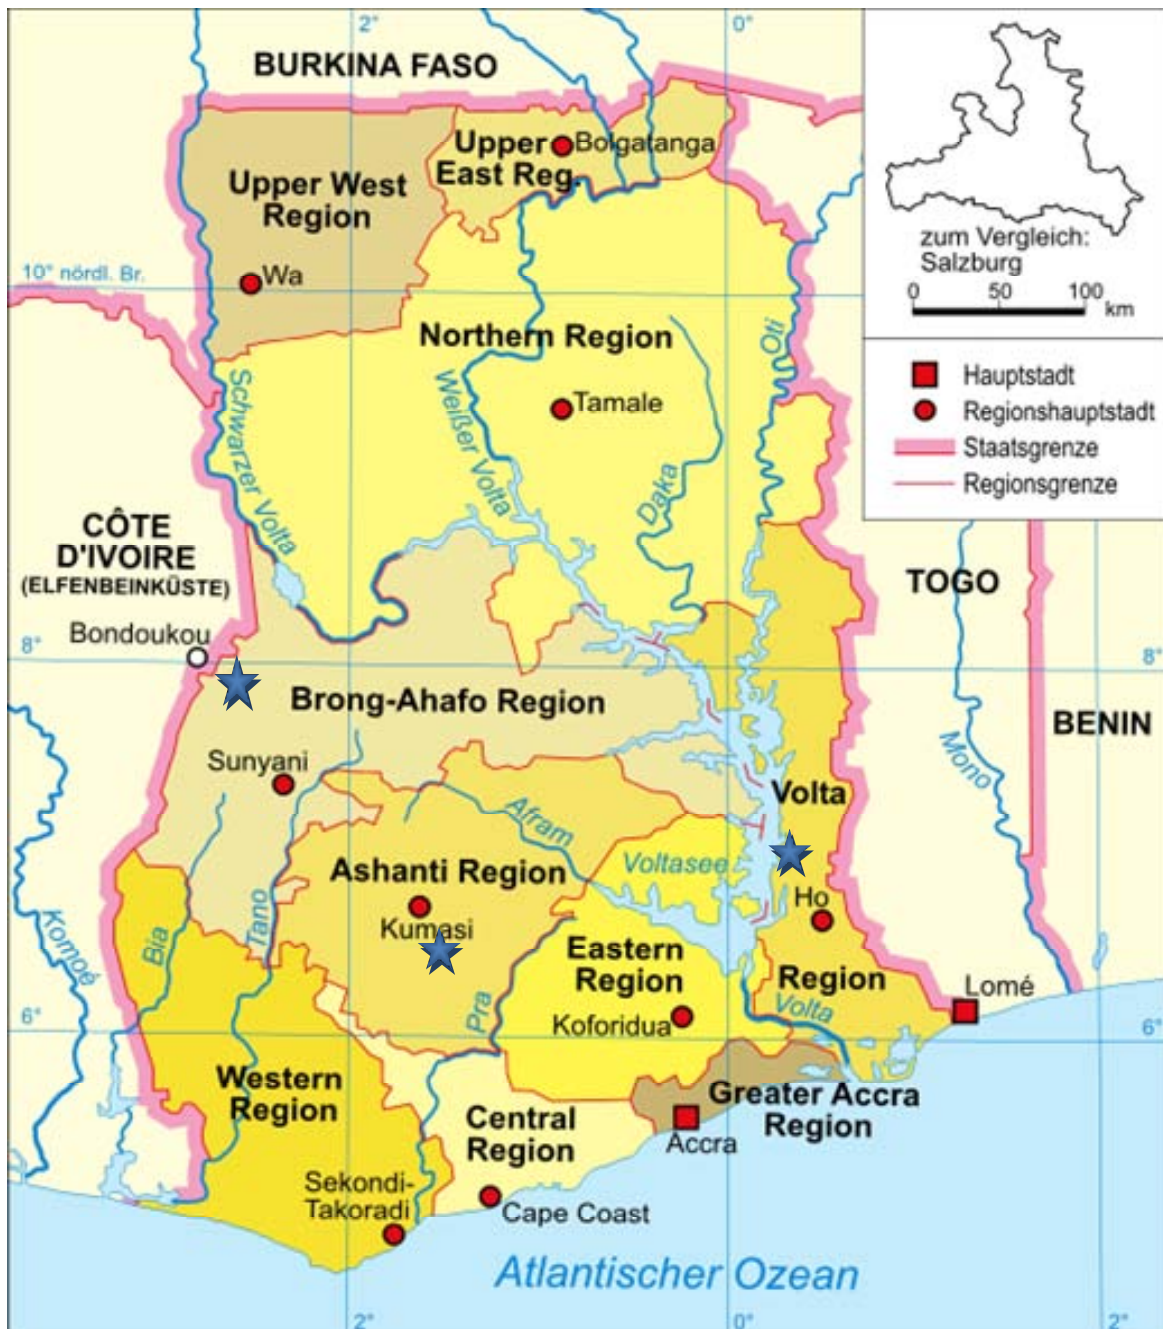 2°
0°
BURKINA FASO
Upper
East Reg.
Bolgatanga
Upper West
Region
zum Vergleich:
Salzburg
0 50 100
km
10° nördl. Br.
Wa
Northern Region
Oti
Hauptstadt
Regionshauptstadt
Staatsgrenze
Regionsgrenze
Schwarzer Volta
Weißer Volta
Tamale
Daka
CÔTE
D'IVOIRE
(ELFENBEINKÜSTE)
TOGO
Bondoukou
8°
8°
Brong-Ahafo Region
BENIN
Mono
Sunyani
Volta
Afram
Voltasee
Ashanti Region
Kumasi
Ho
Komoé
Bia
Tano
Eastern
Region
Region
Lomé
Pra
Volta
Koforidua
6°
6°
Western
Region
Central
Region
Greater Accra
Region
Accra
Sekondi-
Takoradi
Cape Coast
Atlantischer Ozean
2°
0°
2°